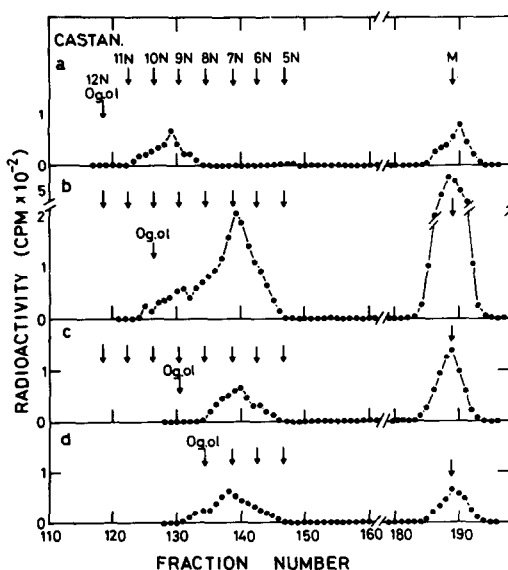 CASTAN.
a
11N 10N 9N 8N 7N 6N 5N M
12N
Og.ol
1
0
b
5
2
Og.ol
1
0
c
1
Og.ol
0
d
Og.ol
1
0
110 120 130 140 150 160 180 190
FRACTION NUMBER
RADIOACTIVITY (CPM × 10⁻²)